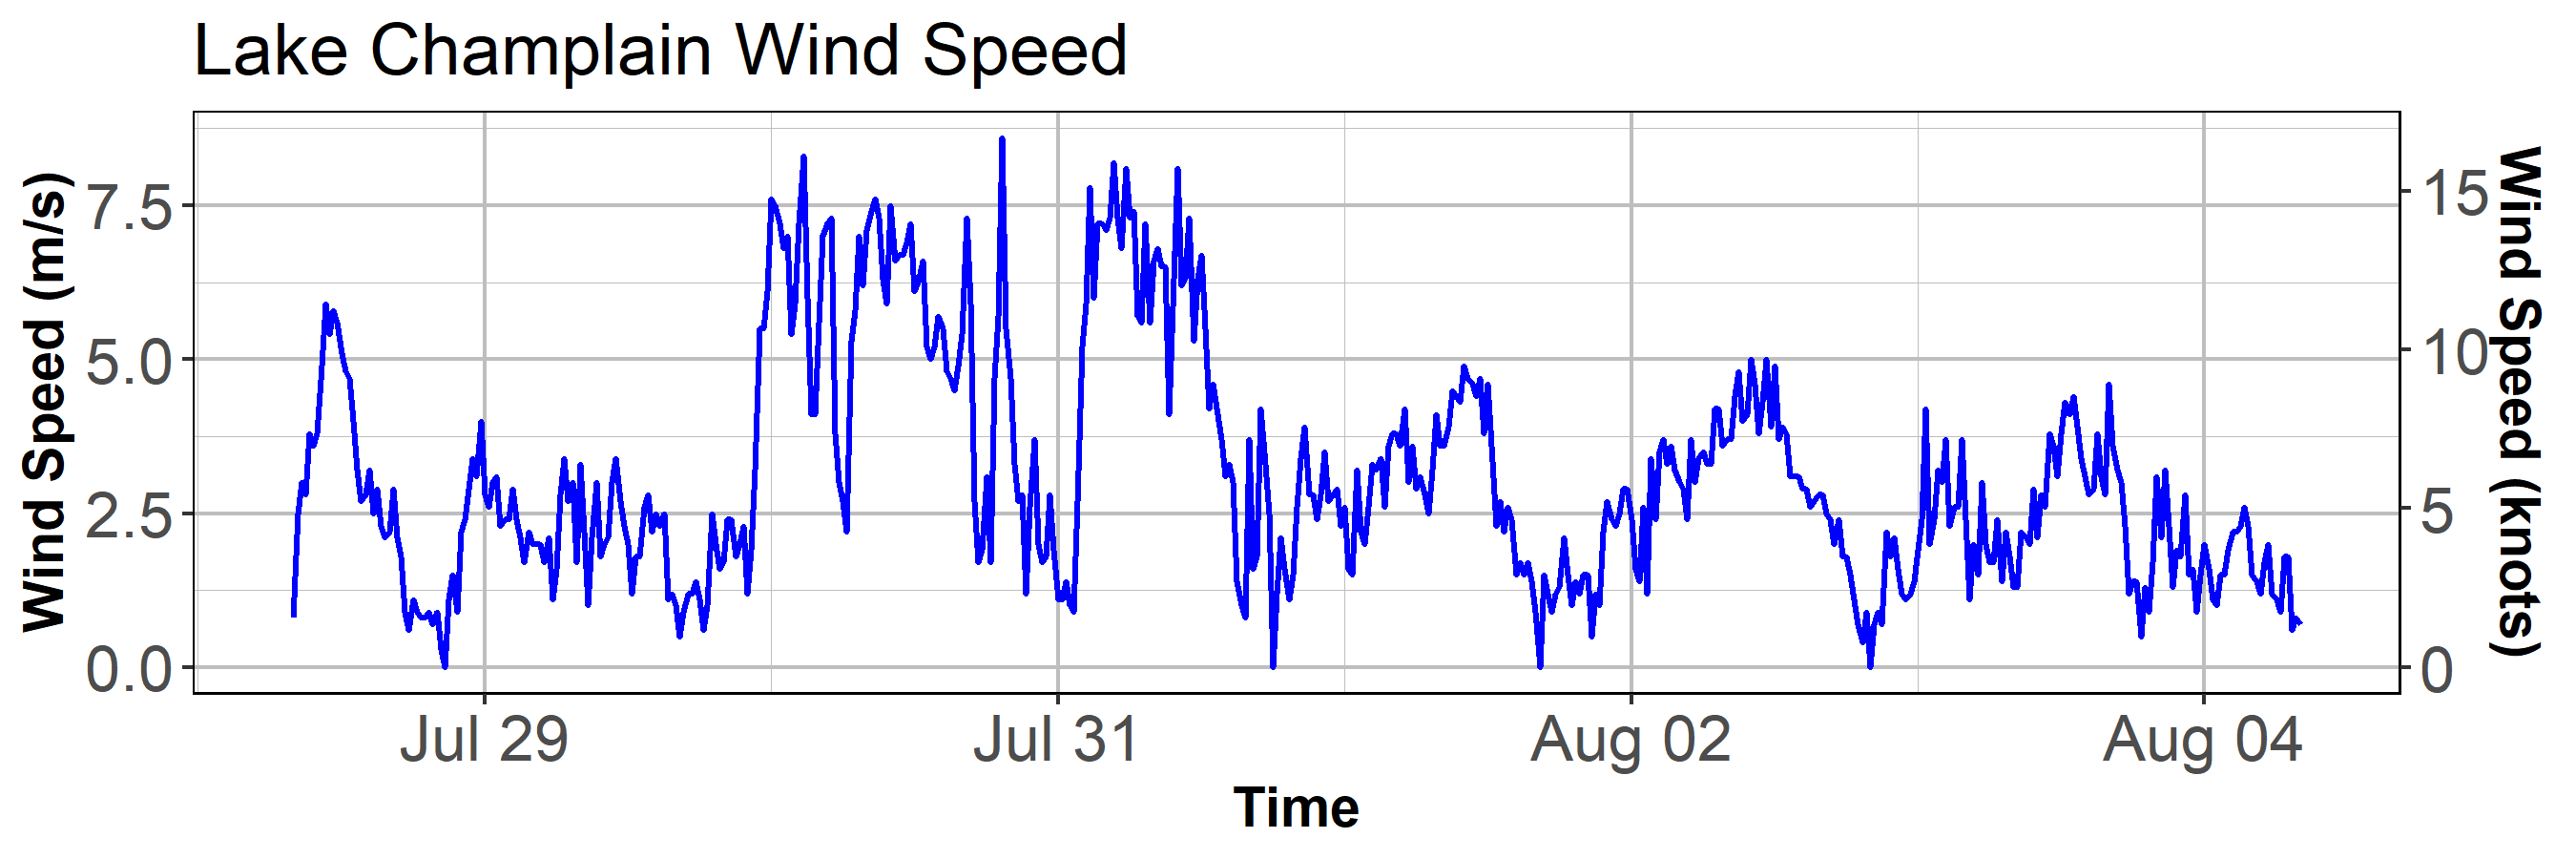 Lake Champlain Wind Speed
Wind Speed (m/s)
7.5
5.0
2.5
0.0
15
10
5
0
Wind Speed (knots)
Jul 29
Jul 31
Aug 02
Aug 04
Time